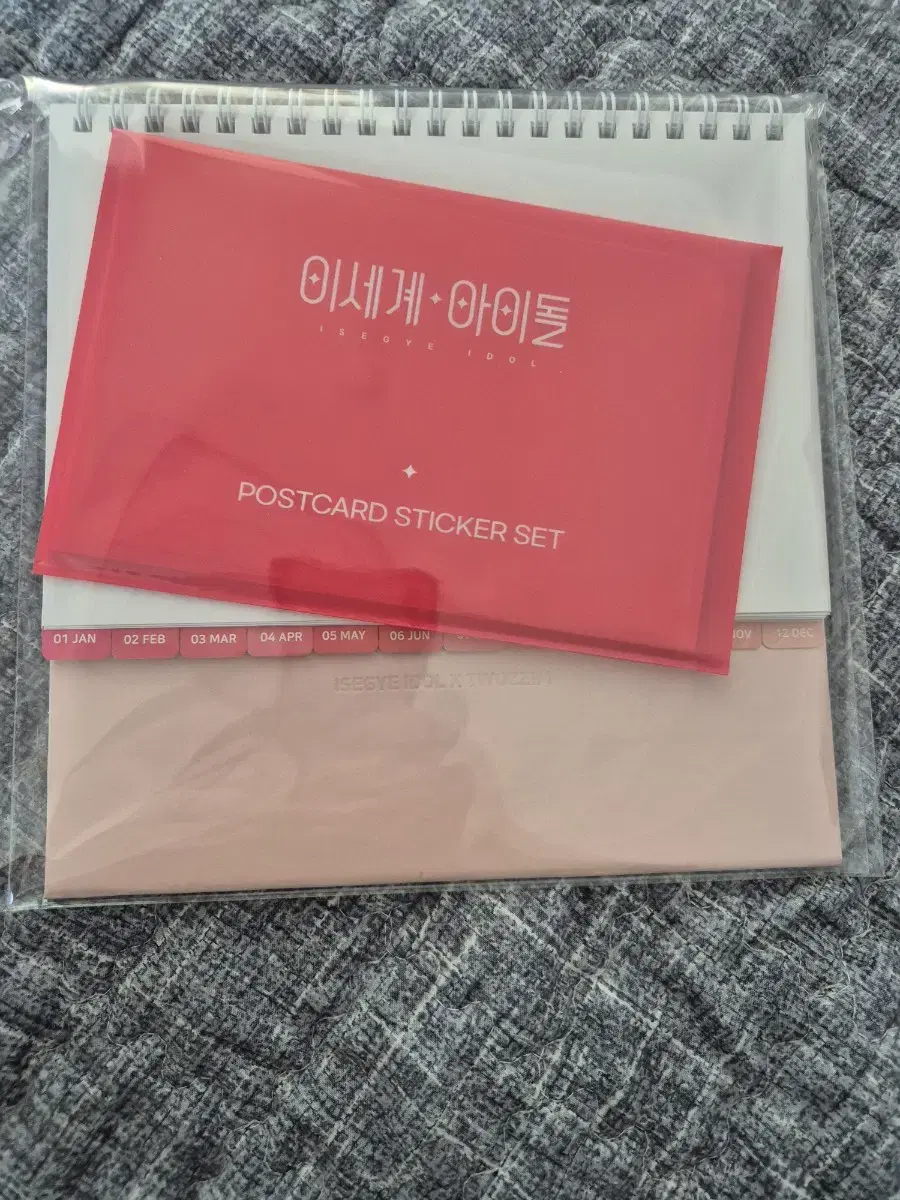 이세계 아이돌
ISEGYE IDOL
POSTCARD STICKER SET
01 JAN 02 FEB 03 MAR 04 APR 05 MAY 06 JUN NOV 12 DEC
ISEGYE IDOL X